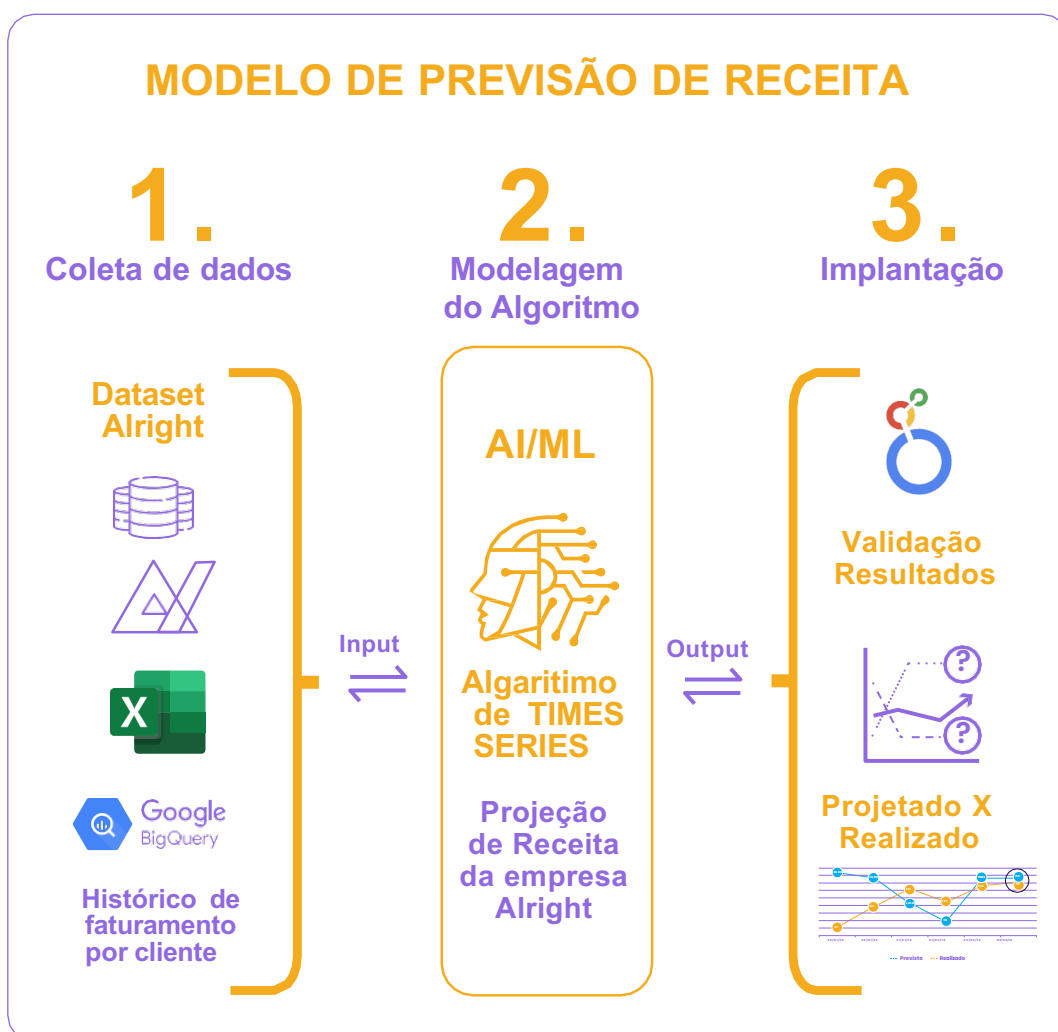 MODELO DE PREVISÃO DE RECEITA
1.
Coleta de dados
Dataset
Alright
X
Google
BigQuery
Histórico de
faturamento
por cliente
Input
2.
Modelagem
do Algoritmo
AI/ML
Algaritimo
de TIMES
SERIES
Projeção
de Receita
da empresa
Alright
Output
3.
Implantação
Validação
Resultados
?
?
Projetado X
Realizado
Previsto Realizado